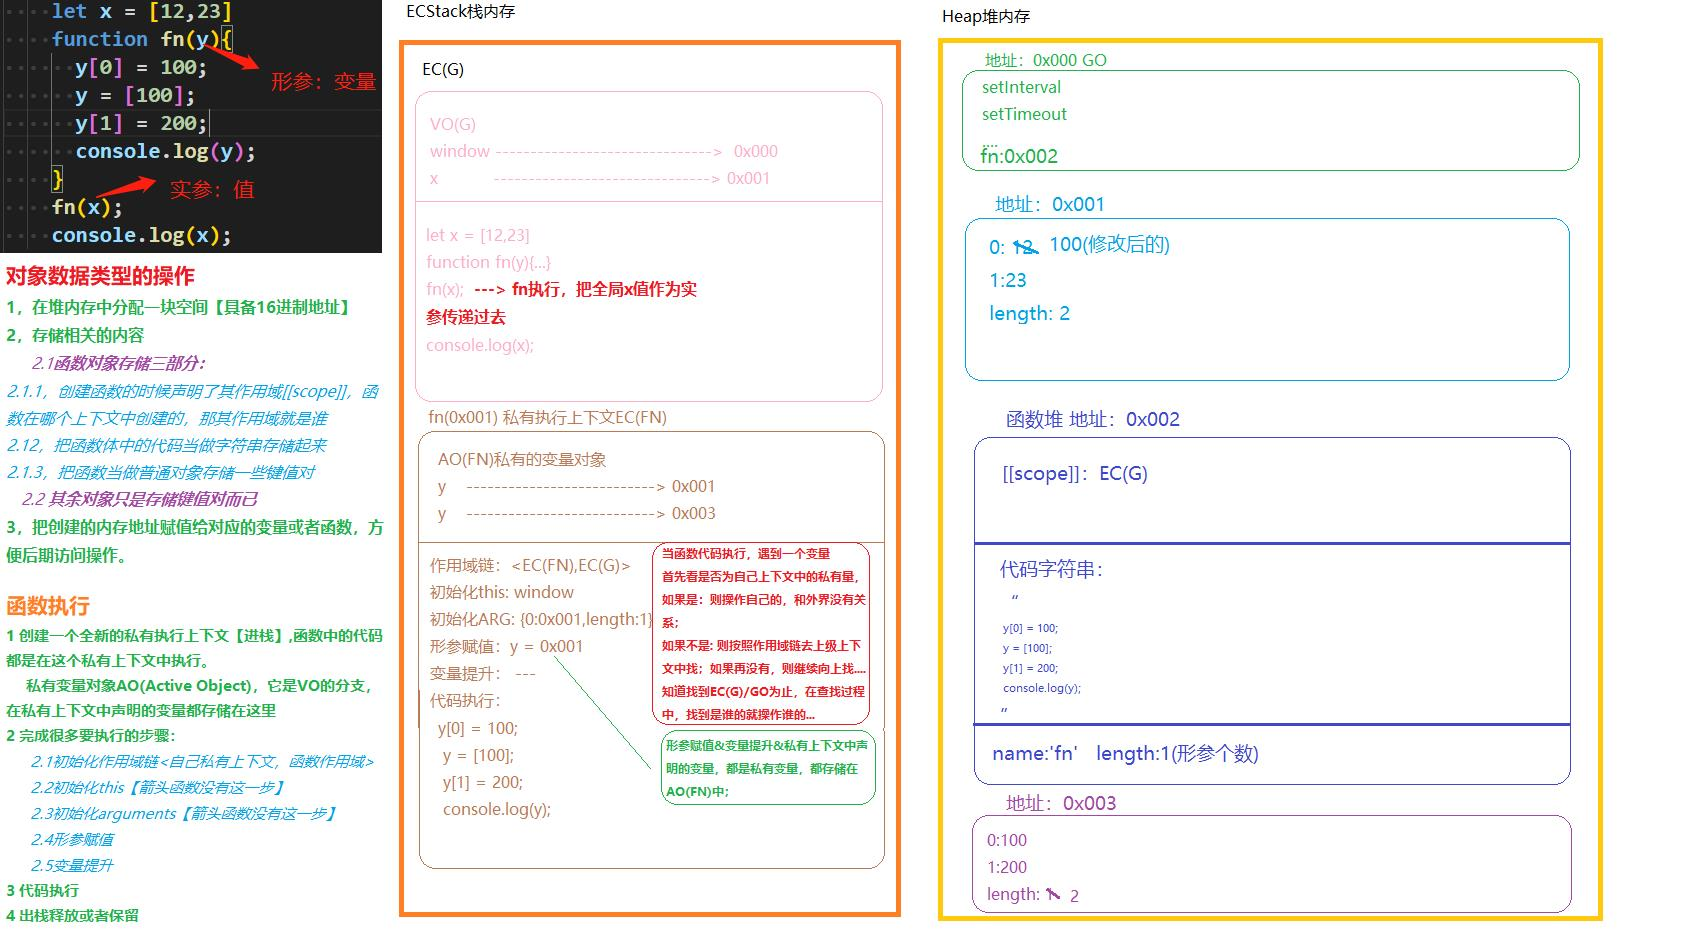 let x = [12,23]
function fn(y){
y[0] = 100;
形参：变量
y = [100];
y[1] = 200;
console.log(y);
}
实参：值
fn(x);
console.log(x);
对象数据类型的操作
1，在堆内存中分配一块空间【具备16进制地址】
2，存储相关的内容
2.1函数对象存储三部分：
2.1.1，创建函数的时候声明了其作用域[[scope]]，函
数在哪个上下文中创建的，那其作用域就是谁
2.12，把函数体中的代码当做字符串存储起来
2.1.3，把函数当做普通对象存储一些键值对
2.2 其余对象只是存储键值对而已
3，把创建的内存地址赋值给对应的变量或者函数，方
便后期访问操作。
函数执行
1 创建一个全新的私有执行上下文【进栈】,函数中的代码
都是在这个私有上下文中执行。
私有变量对象AO(Active Object)，它是VO的分支，
在私有上下文中声明的变量都存储在这里
2 完成很多要执行的步骤：
2.1初始化作用域链<自己私有上下文，函数作用域>
2.2初始化this【箭头函数没有这一步】
2.3初始化arguments【箭头函数没有这一步】
2.4形参赋值
2.5变量提升
3 代码执行
4 出栈释放或者保留
ECStack栈内存
EC(G)
VO(G)
window ----------------------------> 0x000
x ----------------------------> 0x001
let x = [12,23]
function fn(y){...}
fn(x); ---> fn执行，把全局x值作为实
参传递过去
console.log(x);
fn(0x001) 私有执行上下文EC(FN)
AO(FN)私有的变量对象
y -------------------------> 0x001
y -------------------------> 0x003
作用域链：<EC(FN),EC(G)>
初始化this: window
初始化ARG: {0:0x001,length:1}
形参赋值：y = 0x001
变量提升： ---
代码执行：
y[0] = 100;
y = [100];
y[1] = 200;
console.log(y);
当函数代码执行，遇到一个变量
首先看是否为自己上下文中的私有量，
如果是：则操作自己的，和外界没有关
系；
如果不是: 则按照作用域链去上级上下
文中找；如果再没有，则继续向上找....
知道找到EC(G)/GO为止，在查找过程
中，找到是谁的就操作谁的...
形参赋值&变量提升&私有上下文中声
明的变量，都是私有变量，都存储在
AO(FN)中；
Heap堆内存
地址：0x000 GO
setInterval
setTimeout
...
fn:0x002
地址：0x001
0: 12 100(修改后的)
1:23
length: 2
函数堆 地址：0x002
[[scope]]：EC(G)
代码字符串：
“
y[0] = 100;
y = [100];
y[1] = 200;
console.log(y);
”
name:'fn' length:1(形参个数)
地址：0x003
0:100
1:200
length: 1 2